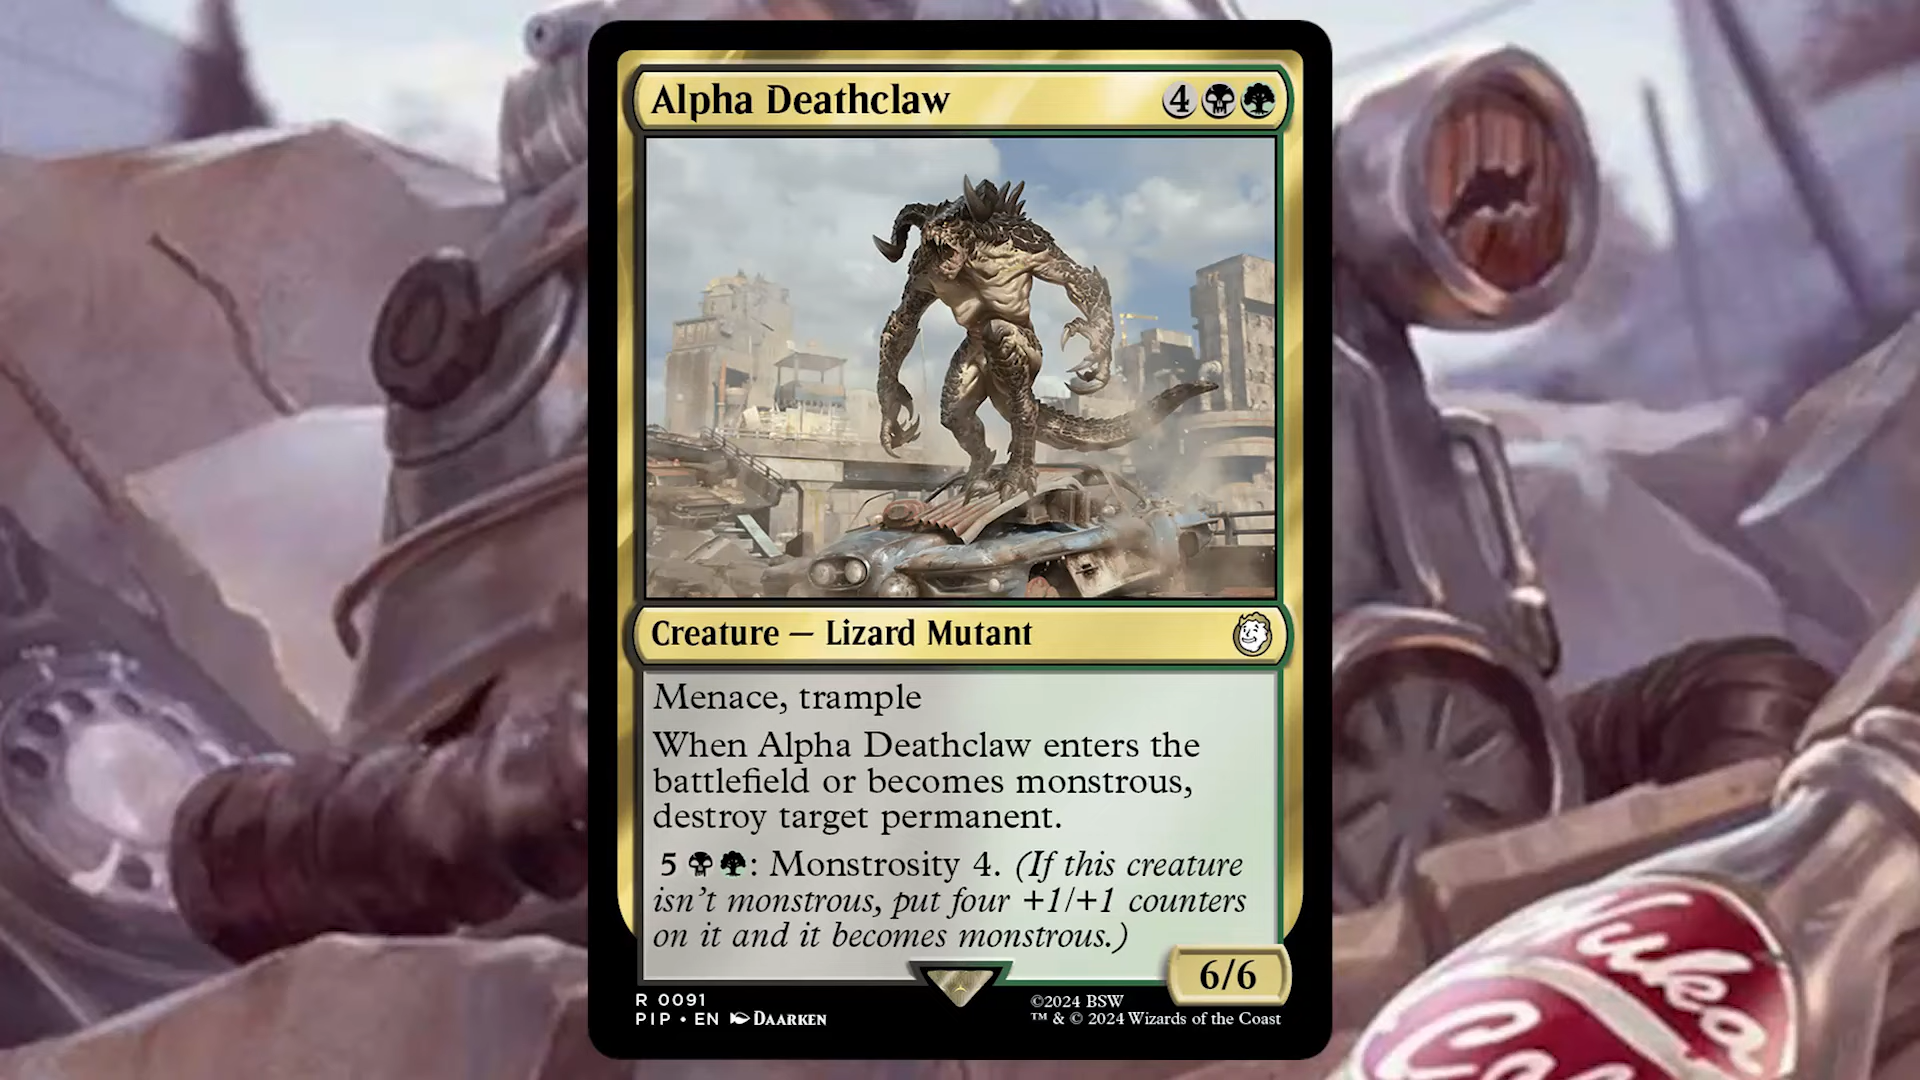 Alpha Deathclaw
4
Creature — Lizard Mutant
Menace, trample
When Alpha Deathclaw enters the
battlefield or becomes monstrous,
destroy target permanent.
5 : Monstrosity 4. (If this creature
isn't monstrous, put four +1/+1 counters
on it and it becomes monstrous.)
6/6
R 0091
PIP • EN DAARKEN
©2024 BSW
™ & © 2024 Wizards of the Coast
Nuka